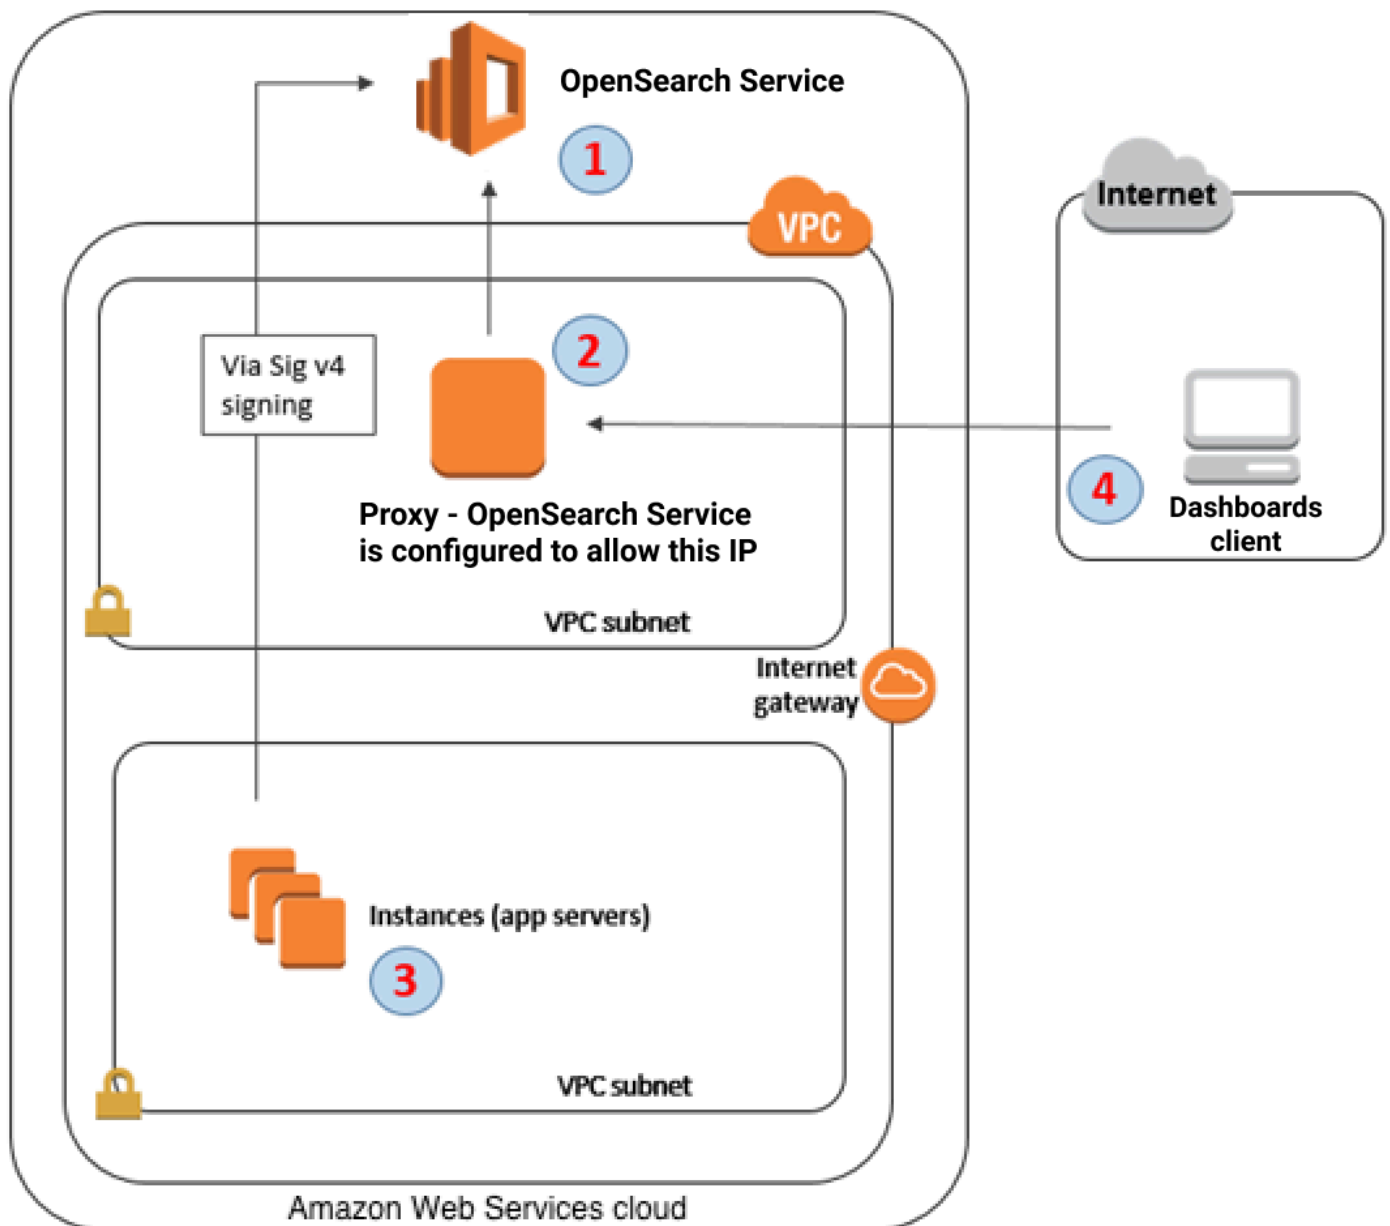 OpenSearch Service
1
VPC
Internet
2
Via Sig v4
signing
4
Dashboards
client
Proxy - OpenSearch Service
is configured to allow this IP
VPC subnet
Internet
gateway
Instances (app servers)
3
VPC subnet
Amazon Web Services cloud